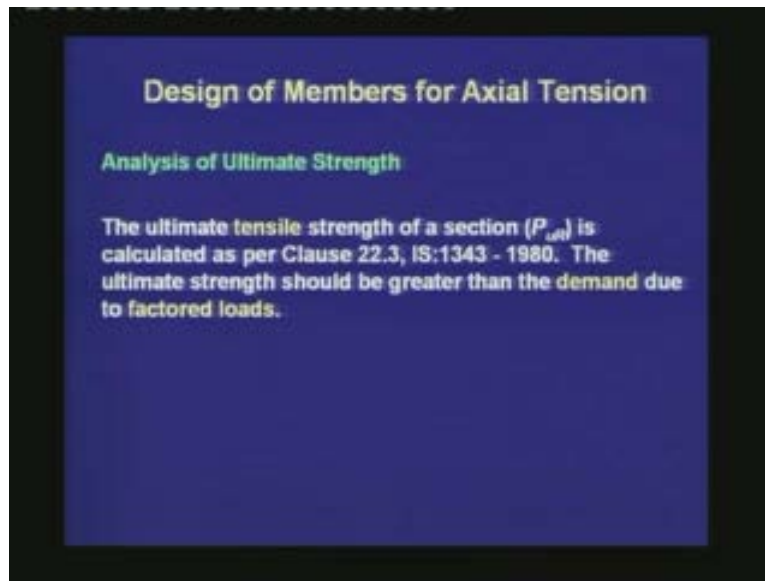 Design of Members for Axial Tension
Analysis of Ultimate Strength
The ultimate tensile strength of a section (PuR) is
calculated as per Clause 22.3, IS:1343 - 1980. The
ultimate strength should be greater than the demand due
to factored loads.